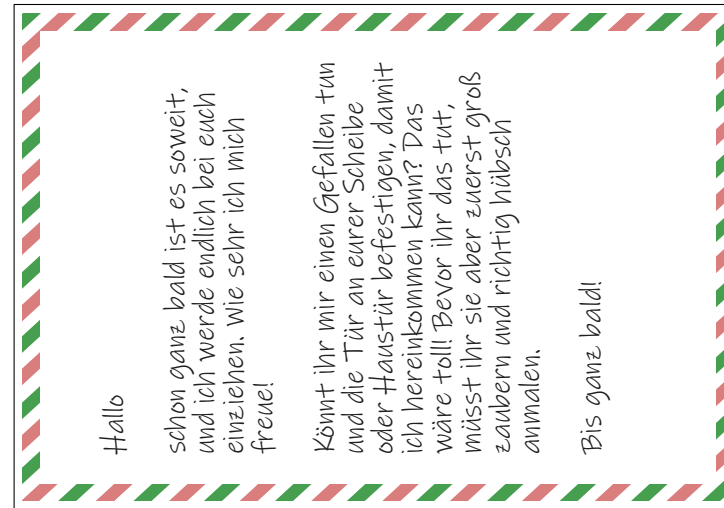 Hallo
schon ganz bald ist es soweit,
und ich werde endlich bei euch
einziehen. Wie sehr ich mich
freue!
Könnt ihr mir einen Gefallen tun
und die Tür an eurer Scheibe
oder Haustür befestigen, damit
ich hereinkommen kann? Das
wäre toll! Bevor ihr das tut,
müsst ihr sie aber zuerst groß
zaubern und richtig hübsch
anmalen.
Bis ganz bald!